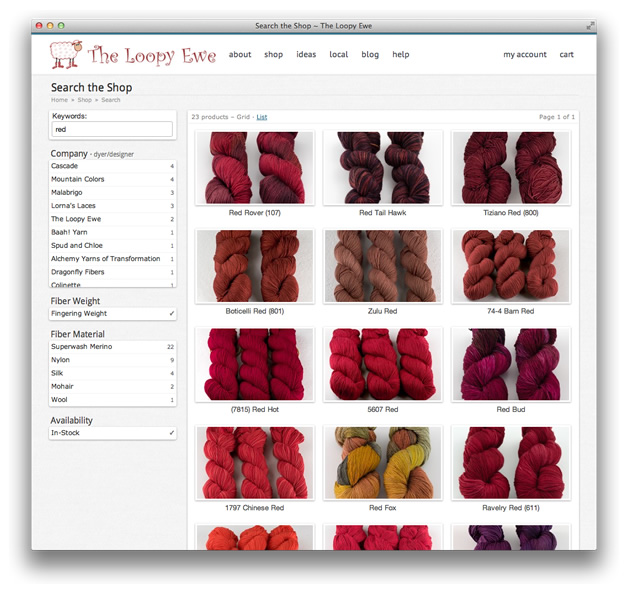 Search the Shop – The Loopy Ewe
The Loopy Ewe about shop ideas local blog help my account cart
Search the Shop
Home » Shop » Search
Keywords:
red
Company - dyer/designer
Cascade 4
Mountain Colors 4
Malabrigo 3
Lorna's Laces 3
The Loopy Ewe 2
Baah! Yarn 1
Spud and Chloe 1
Alchemy Yarns of Transformation 1
Dragonfly Fibers 1
Colinette 1
Fiber Weight
Fingering Weight ✓
Fiber Material
Superwash Merino 22
Nylon 9
Silk 4
Mohair 2
Wool 1
Availability
In-Stock ✓
23 products – Grid - List Page 1 of 1
Red Rover (107) Red Tail Hawk Tiziano Red (800)
Boticelli Red (801) Zulu Red 74-4 Barn Red
(7815) Red Hot 5607 Red Red Bud
1797 Chinese Red Red Fox Ravelry Red (611)